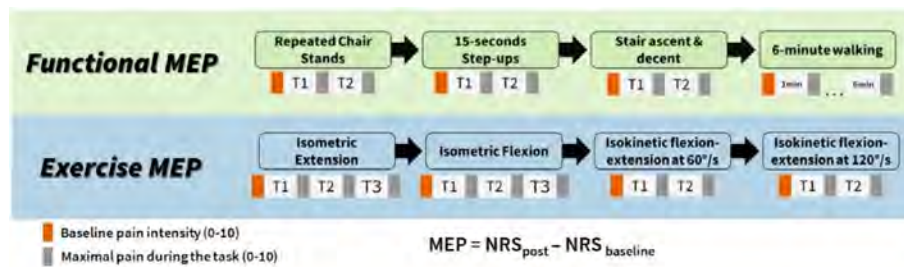 Functional MEP
Repeated Chair
Stands
15-seconds
Step-ups
Stair ascent &
decent
6-minute walking
T1 T2
T1 T2
T1 T2
1min ... 6min
Exercise MEP
Isometric
Extension
Isometric Flexion
Isokinetic flexion-
extension at 60°/s
Isokinetic flexion-
extension at 120°/s
T1 T2 T3
T1 T2 T3
T1 T2
T1 T2
Baseline pain intensity (0-10)
Maximal pain during the task (0-10)
MEP = NRSpost – NRS baseline